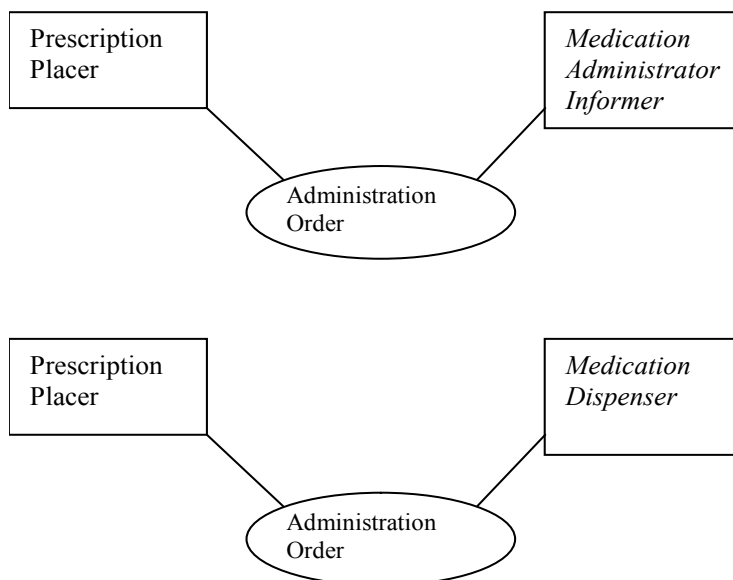 Prescription
Placer
Medication
Administrator
Informer
Administration
Order
Prescription
Placer
Medication
Dispenser
Administration
Order